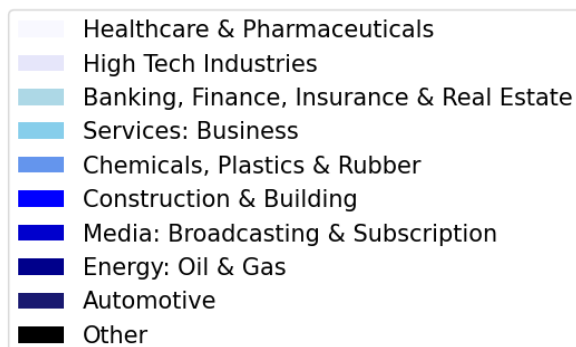 Healthcare & Pharmaceuticals
High Tech Industries
Banking, Finance, Insurance & Real Estate
Services: Business
Chemicals, Plastics & Rubber
Construction & Building
Media: Broadcasting & Subscription
Energy: Oil & Gas
Automotive
Other